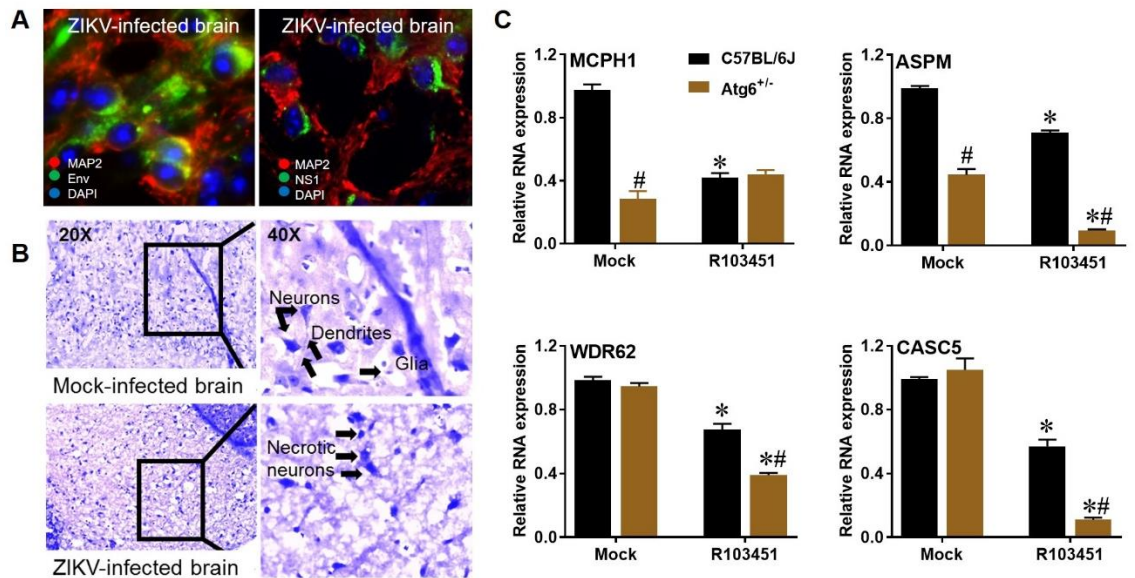 A
ZIKV-infected brain
MAP2
Env
DAPI
ZIKV-infected brain
MAP2
NS1
DAPI
B
20X
Mock-infected brain
40X
Neurons
Dendrites
Glia
ZIKV-infected brain
Necrotic
neurons
C
MCPH1
C57BL/6J
Atg6+/-
Relative RNA expression
1.2
0.8
0.4
0.0
#
*
Mock
R103451
ASPM
Relative RNA expression
1.2
0.8
0.4
0.0
#
*
*#
Mock
R103451
WDR62
Relative RNA expression
1.2
0.8
0.4
0.0
*
*#
Mock
R103451
CASC5
Relative RNA expression
1.2
0.8
0.4
0.0
*
*#
Mock
R103451